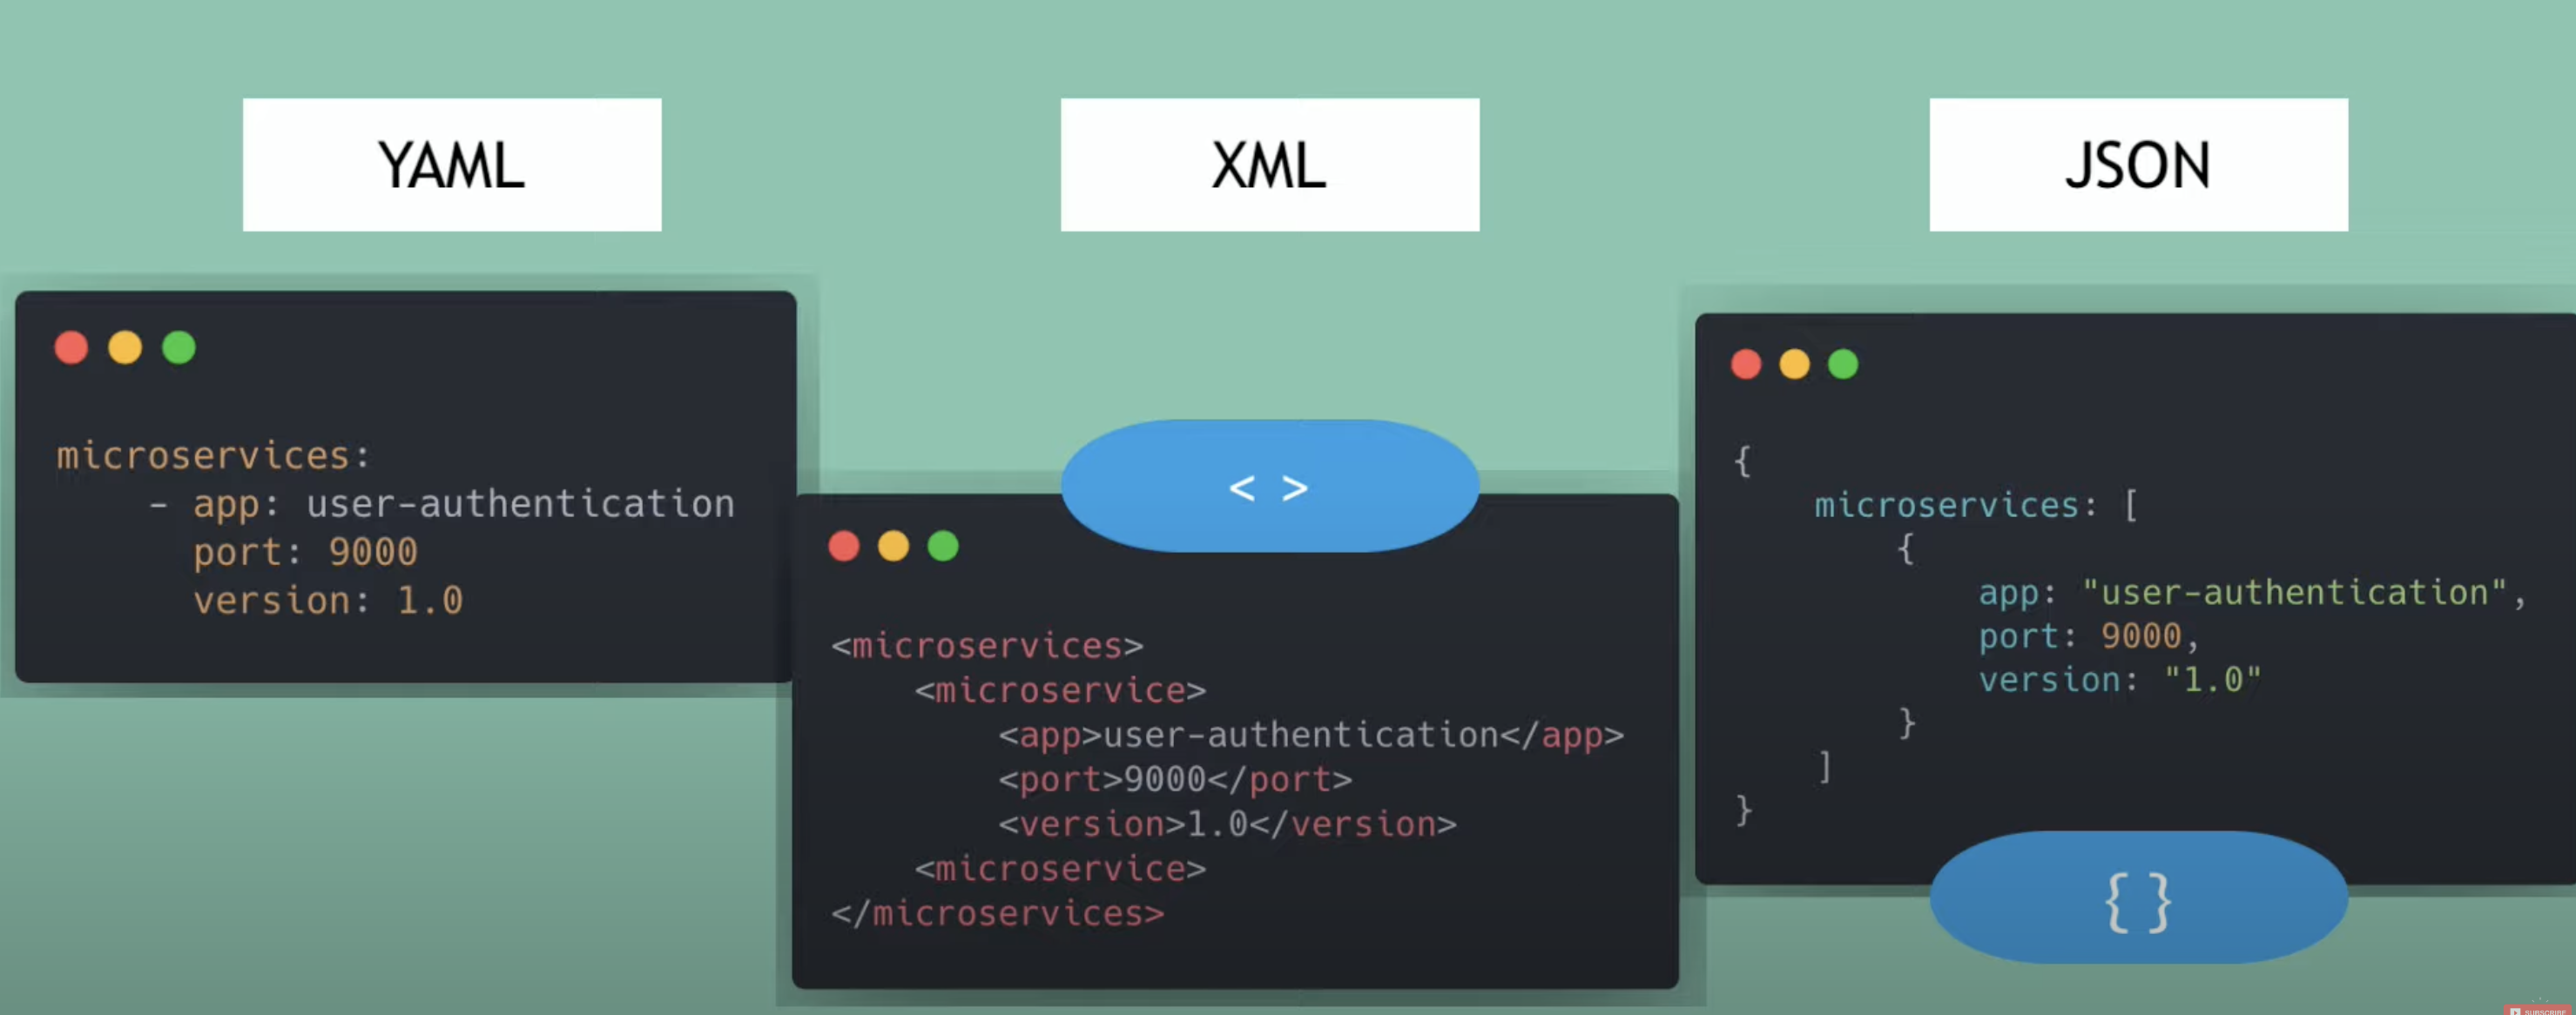 YAML
XML
JSON
microservices:
    - app: user-authentication
      port: 9000
      version: 1.0
< >
<microservices>
    <microservice>
        <app>user-authentication</app>
        <port>9000</port>
        <version>1.0</version>
    <microservice>
</microservices>
{
    microservices: [
        {
            app: "user-authentication",
            port: 9000,
            version: "1.0"
        }
    ]
}
{ }
SUBSCRIBE